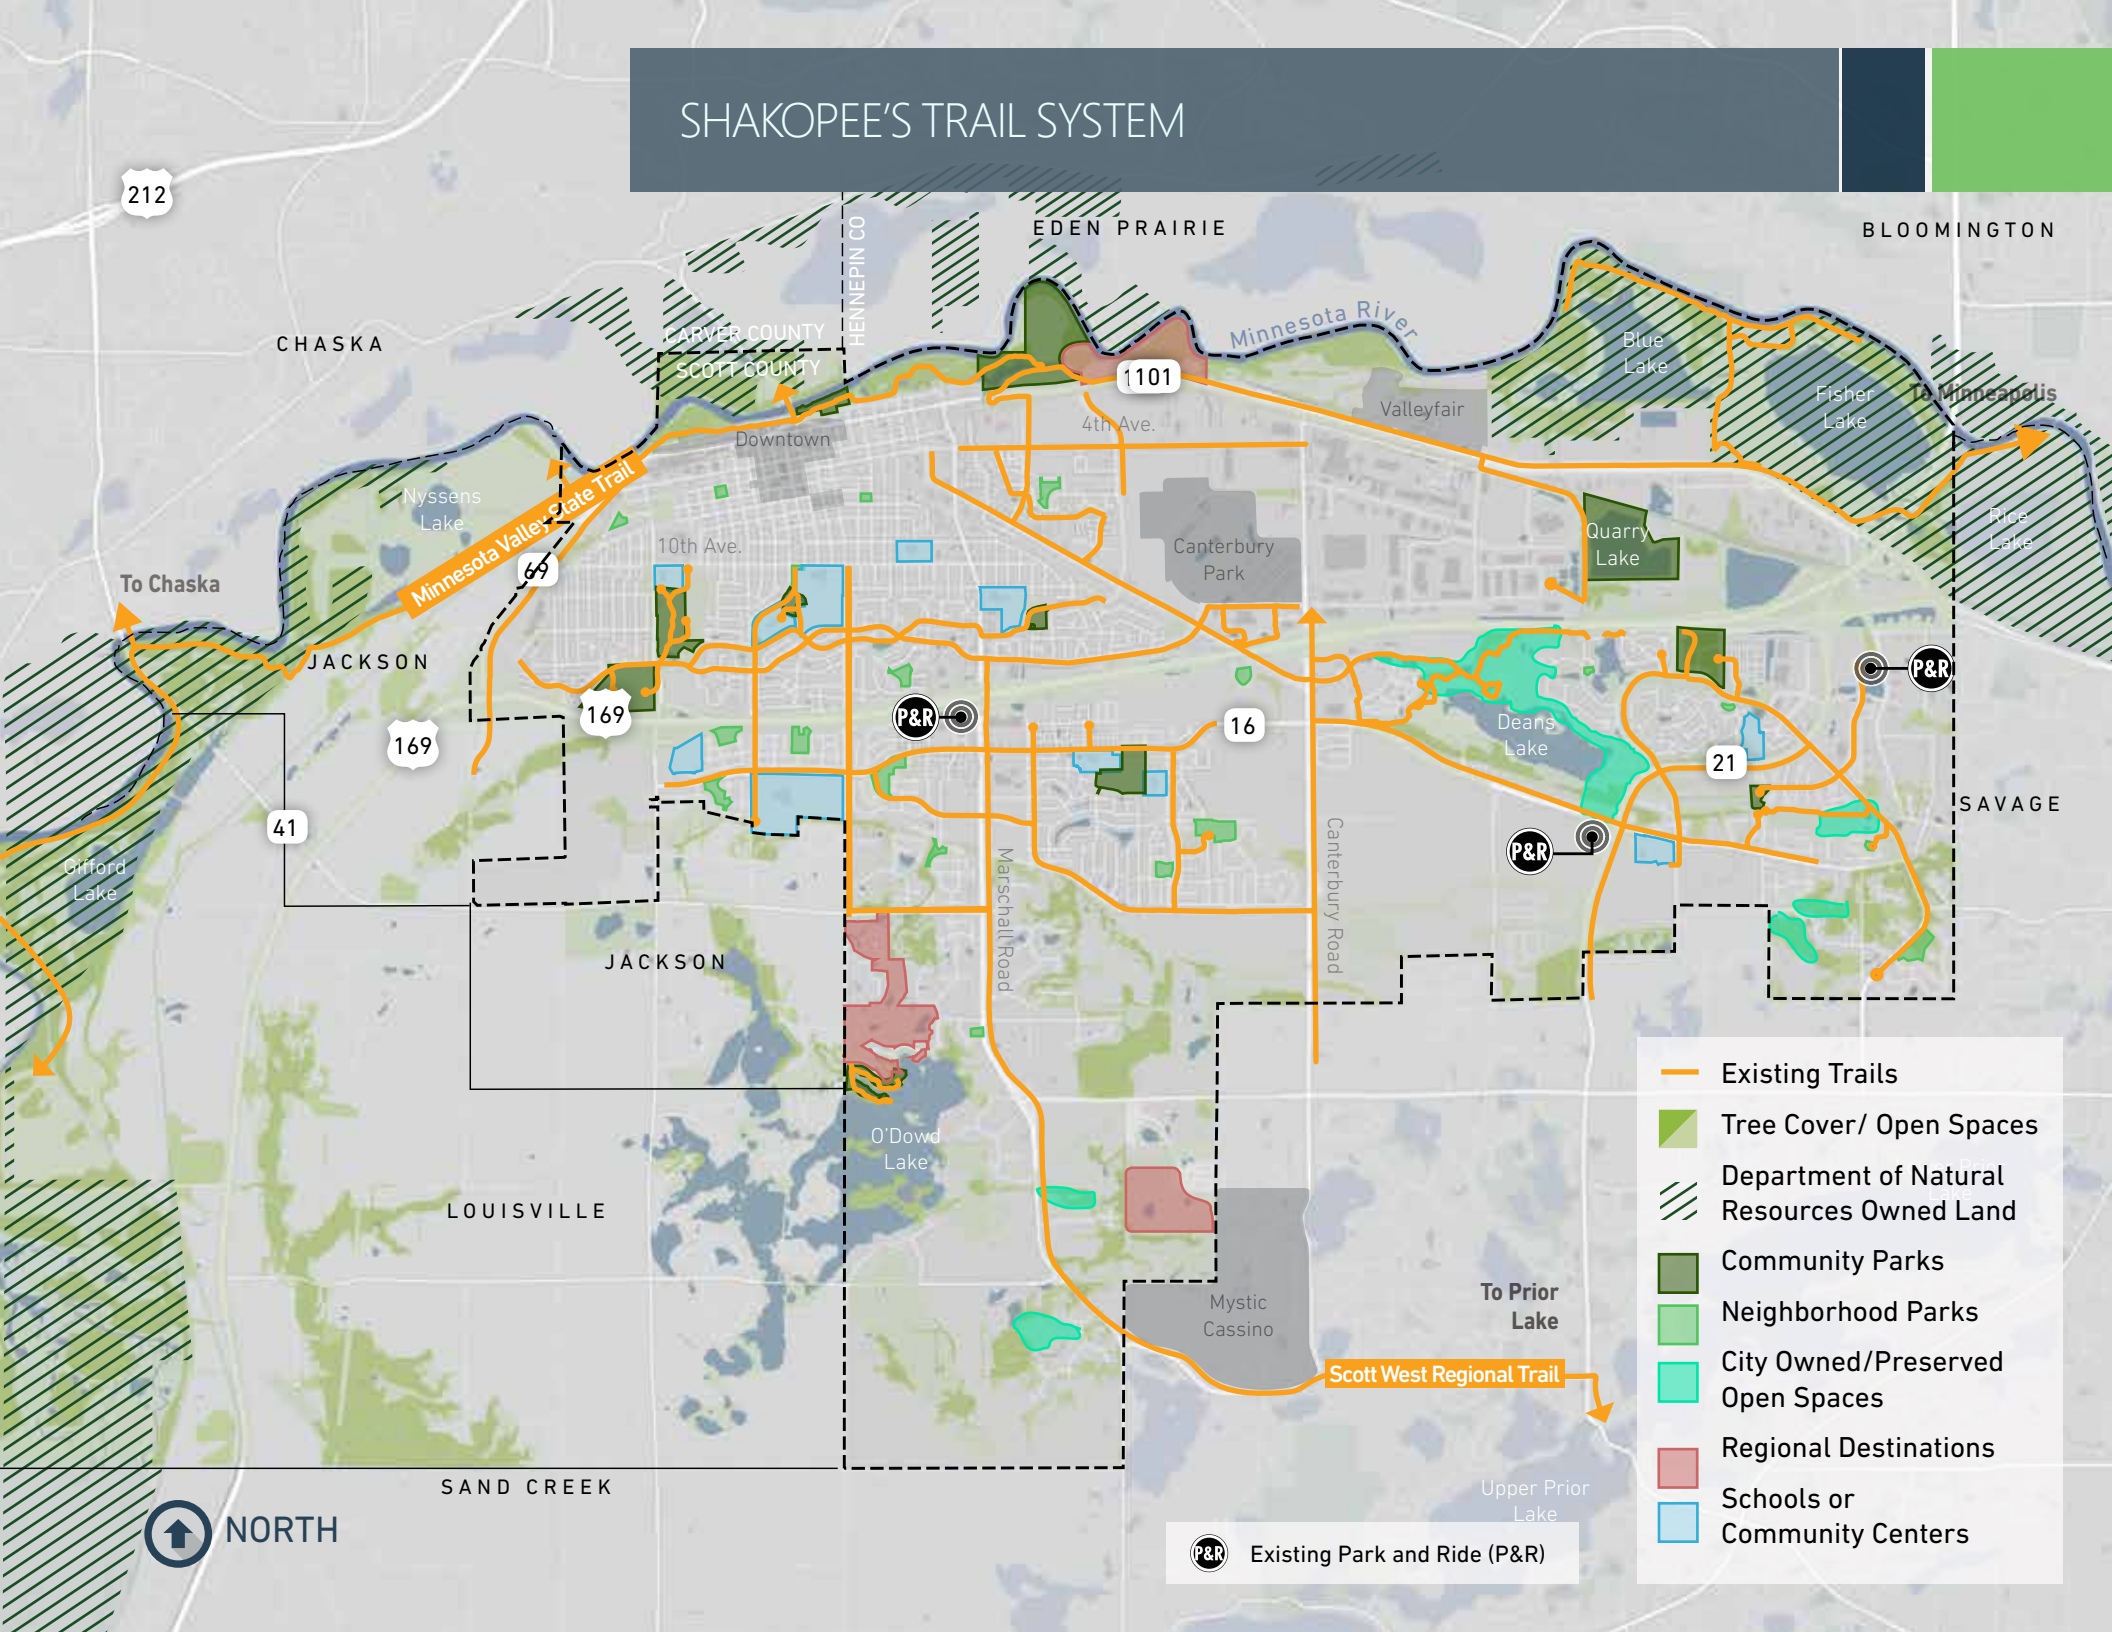 SHAKOPEE'S TRAIL SYSTEM
212
EDEN PRAIRIE
BLOOMINGTON
HENNEPIN CO
CHASKA
CARVER COUNTY
SCOTT COUNTY
Minnesota River
Blue
Lake
101
Fisher
Lake
To Minneapolis
Valleyfair
4th Ave.
Downtown
Nyssens
Lake
Minnesota Valley State Trail
Quarry
Lake
Rice
Lake
10th Ave.
Canterbury
Park
69
To Chaska
JACKSON
P&R
169
169
P&R
16
Deans
Lake
21
SAVAGE
41
P&R
Gifford
Lake
Marschall Road
Canterbury Road
JACKSON
O'Dowd
Lake
LOUISVILLE
Mystic
Cassino
To Prior
Lake
Scott West Regional Trail
SAND CREEK
Upper Prior
Lake
NORTH
Existing Trails
Tree Cover/ Open Spaces
Department of Natural
Resources Owned Land
Community Parks
Neighborhood Parks
City Owned/Preserved
Open Spaces
Regional Destinations
Schools or
Community Centers
P&R
Existing Park and Ride (P&R)